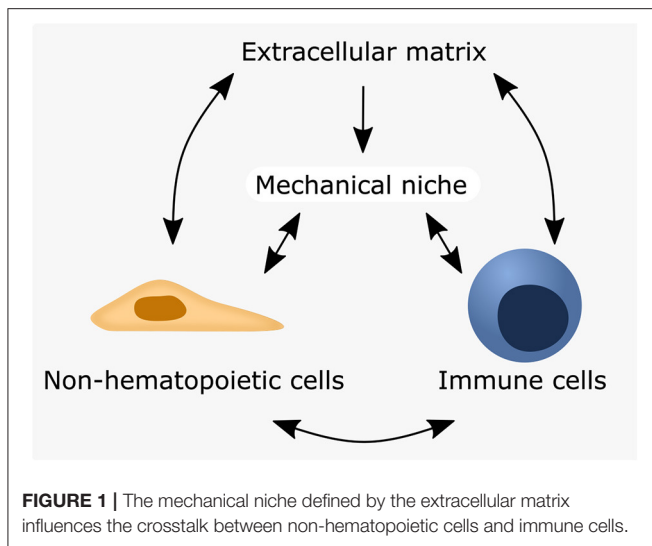 Extracellular matrix
Mechanical niche
Non-hematopoietic cells
Immune cells
FIGURE 1 | The mechanical niche defined by the extracellular matrix
influences the crosstalk between non-hematopoietic cells and immune cells.